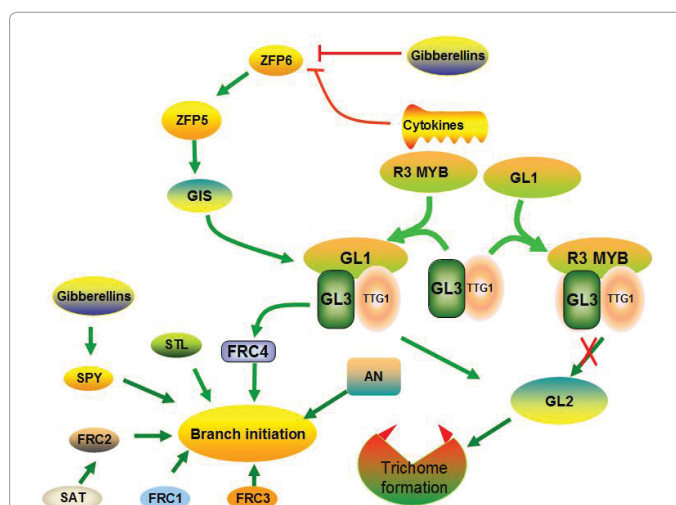 ZFP6
Gibberellins
ZFP5
Cytokines
R3 MYB
GL1
GIS
GL1
R3 MYB
GL3
TTG1
GL3
TTG1
GL3
TTG1
Gibberellins
STL
FRC4
SPY
AN
GL2
FRC2
Branch initiation
Trichome
formation
SAT
FRC1
FRC3